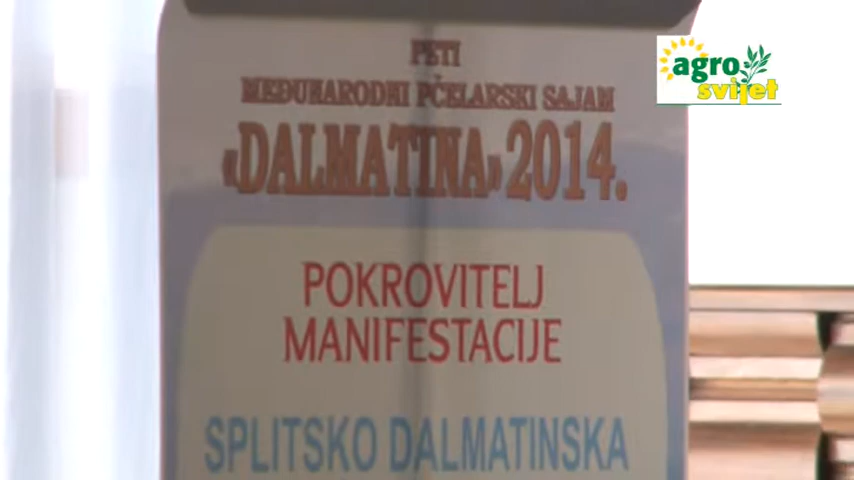 PETI
MEĐUNARODNI PČELARSKI SAJAM
«DALMATINA» 2014.
POKROVITELJ
MANIFESTACIJE
SPLITSKO DALMATINSKA
agro
svijet